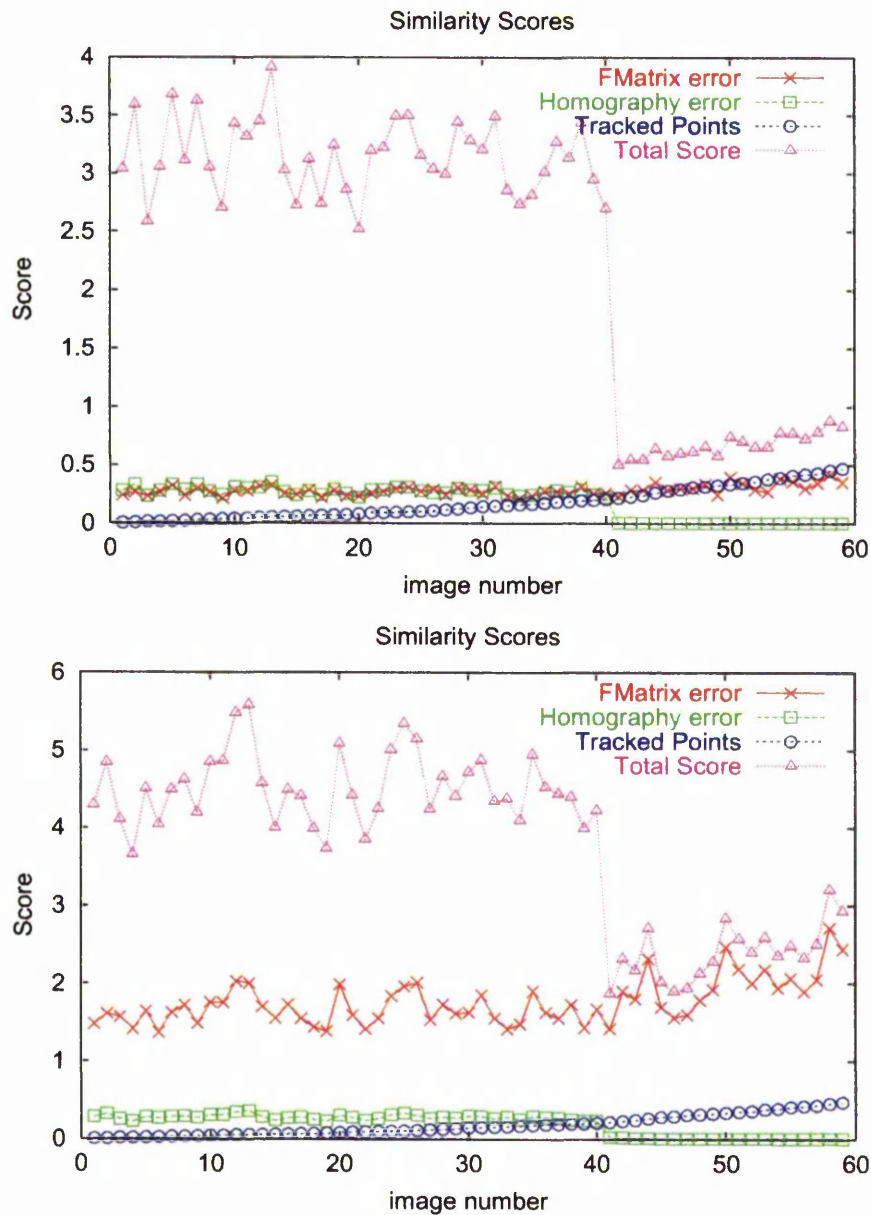 Similarity Scores
4
3.5
3
2.5
2
1.5
1
0.5
0
Score
FMatrix error
Homography error
Tracked Points
Total Score
0 10 20 30 40 50 60
image number
Similarity Scores
6
5
4
3
2
1
0
Score
FMatrix error
Homography error
Tracked Points
Total Score
0 10 20 30 40 50 60
image number